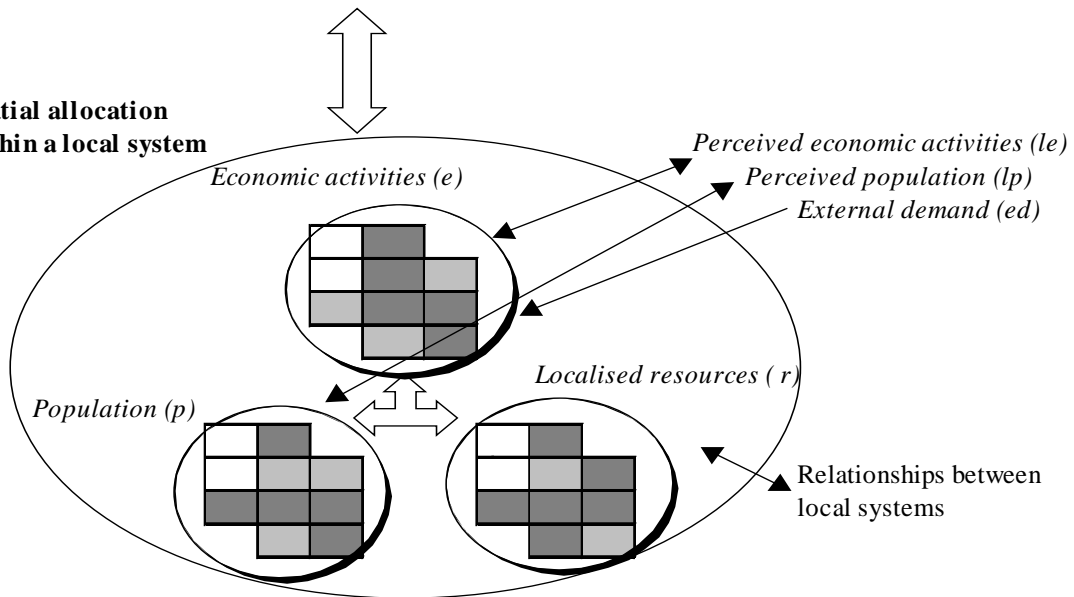 tial allocation
hin a local system
Perceived economic activities (le)
Economic activities (e)
Perceived population (lp)
External demand (ed)
Localised resources ( r)
Population (p)
Relationships between
local systems